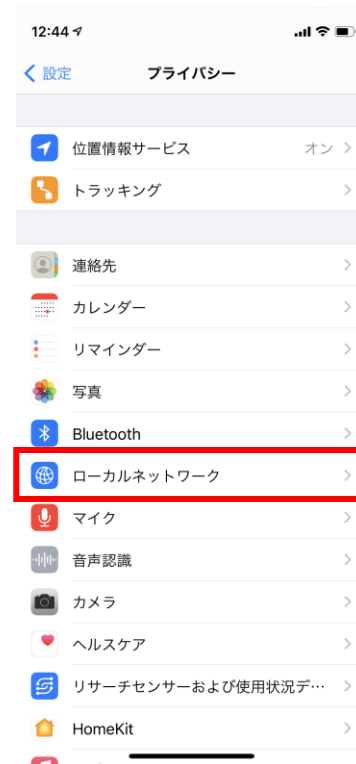 12:44
設定 プライバシー
位置情報サービス オン
トラッキング
連絡先
カレンダー
リマインダー
写真
Bluetooth
ローカルネットワーク
マイク
音声認識
カメラ
ヘルスケア
リサーチセンサーおよび使用状況デ…
HomeKit